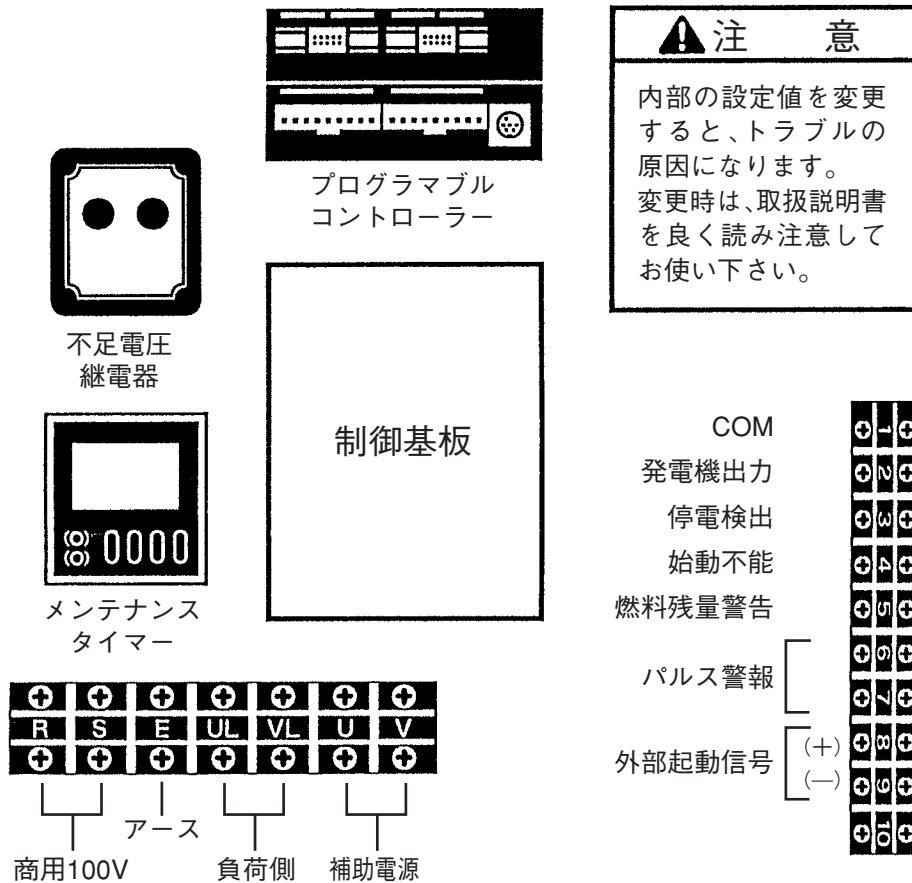 プログラマブル
コントローラー
注 意
内部の設定値を変更
すると、トラブルの
原因になります。
変更時は、取扱説明書
を良く読み注意して
お使い下さい。
不足電圧
継電器
制御基板
メンテナンス
タイマー
COM 1
発電機出力 2
停電検出 3
始動不能 4
燃料残量警告 5
パルス警報 6 7
外部起動信号 (+) 8
(—) 9
10
R S E UL VL U V
アース
商用100V 負荷側 補助電源